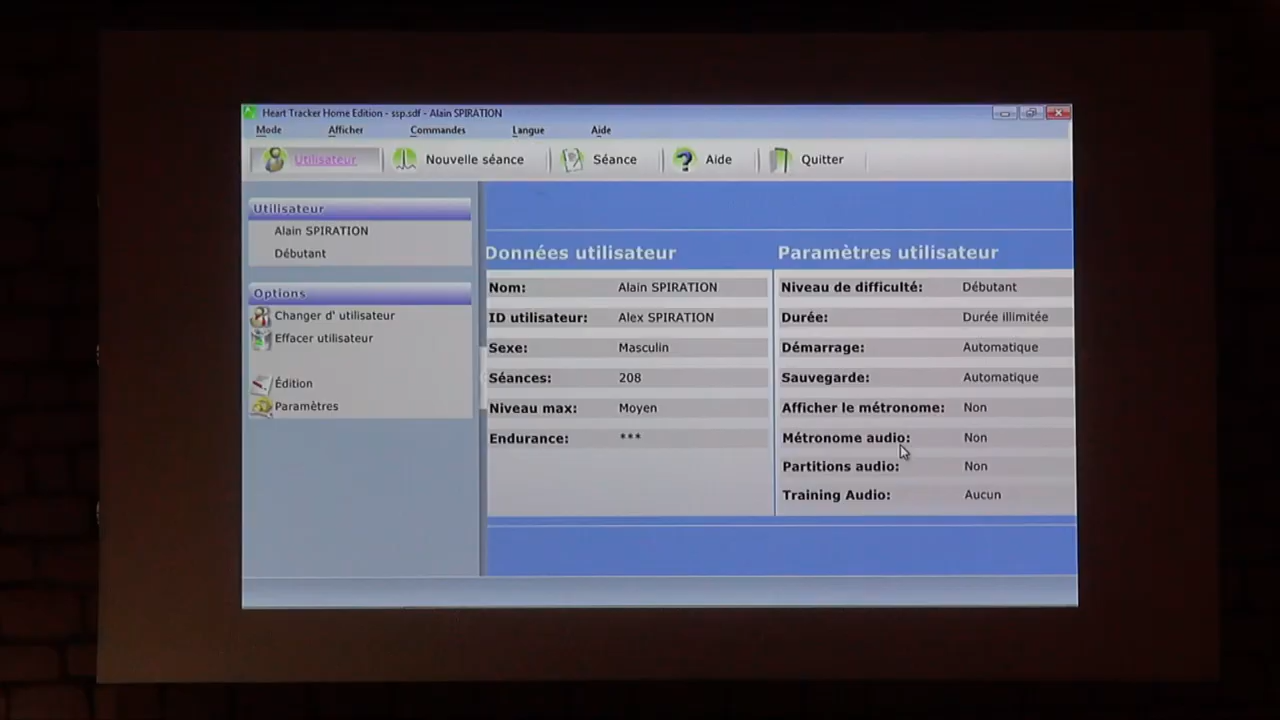 Heart Tracker Home Edition - ssp.sdf - Alain SPIRATION
Mode Afficher Commandes Langue Aide
Utilisateur Nouvelle séance Séance Aide Quitter
Utilisateur
Alain SPIRATION
Débutant
Options
Changer d' utilisateur
Effacer utilisateur
Édition
Paramètres
Données utilisateur
Nom: Alain SPIRATION
ID utilisateur: Alex SPIRATION
Sexe: Masculin
Séances: 208
Niveau max: Moyen
Endurance: ***
Paramètres utilisateur
Niveau de difficulté: Débutant
Durée: Durée illimitée
Démarrage: Automatique
Sauvegarde: Automatique
Afficher le métronome: Non
Métronome audio: Non
Partitions audio: Non
Training Audio: Aucun